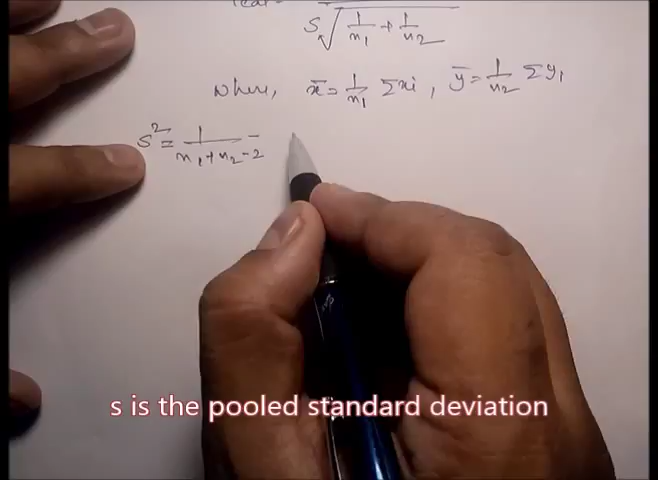 S√ 1/n₁ + 1/n₂
where, x̄ = 1/n₁ Σxi , ȳ = 1/n₂ Σyi
S² = 1/n₁+n₂-2
s is the pooled standard deviation